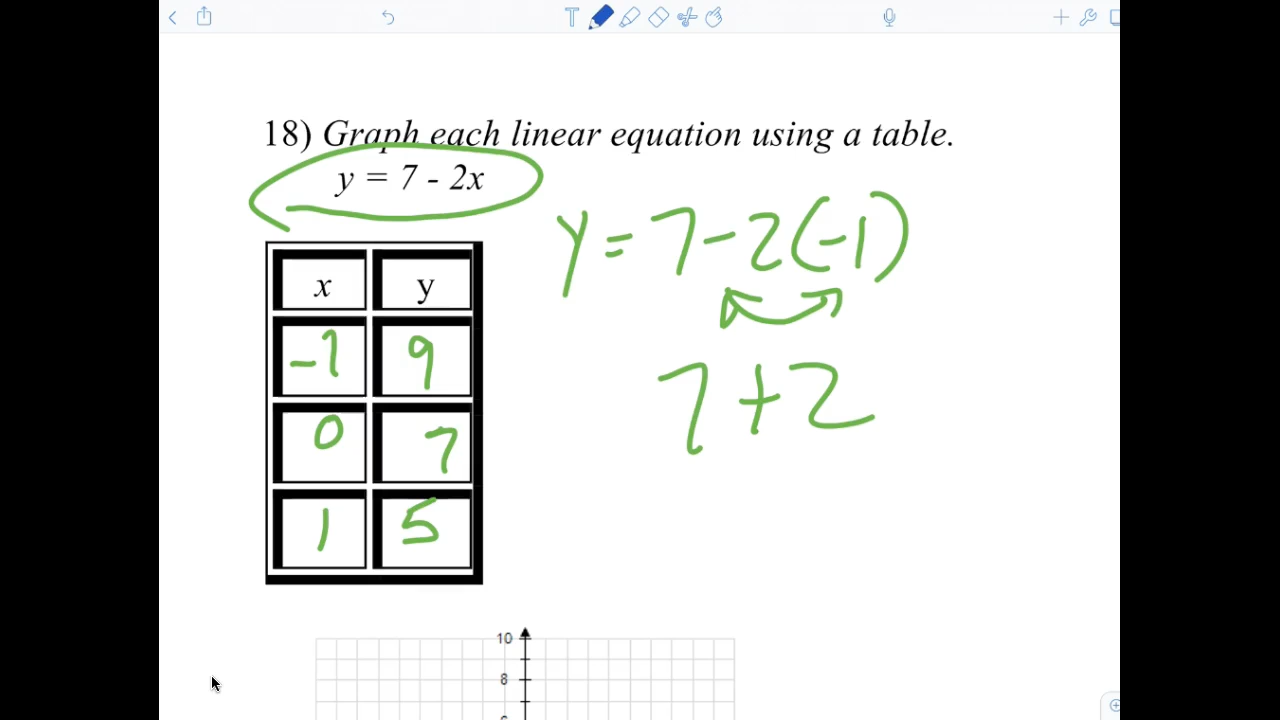 18) Graph each linear equation using a table.
y = 7 - 2x
y = 7 - 2(-1)
7 + 2
x y
-1 9
0 7
1 5
10
8